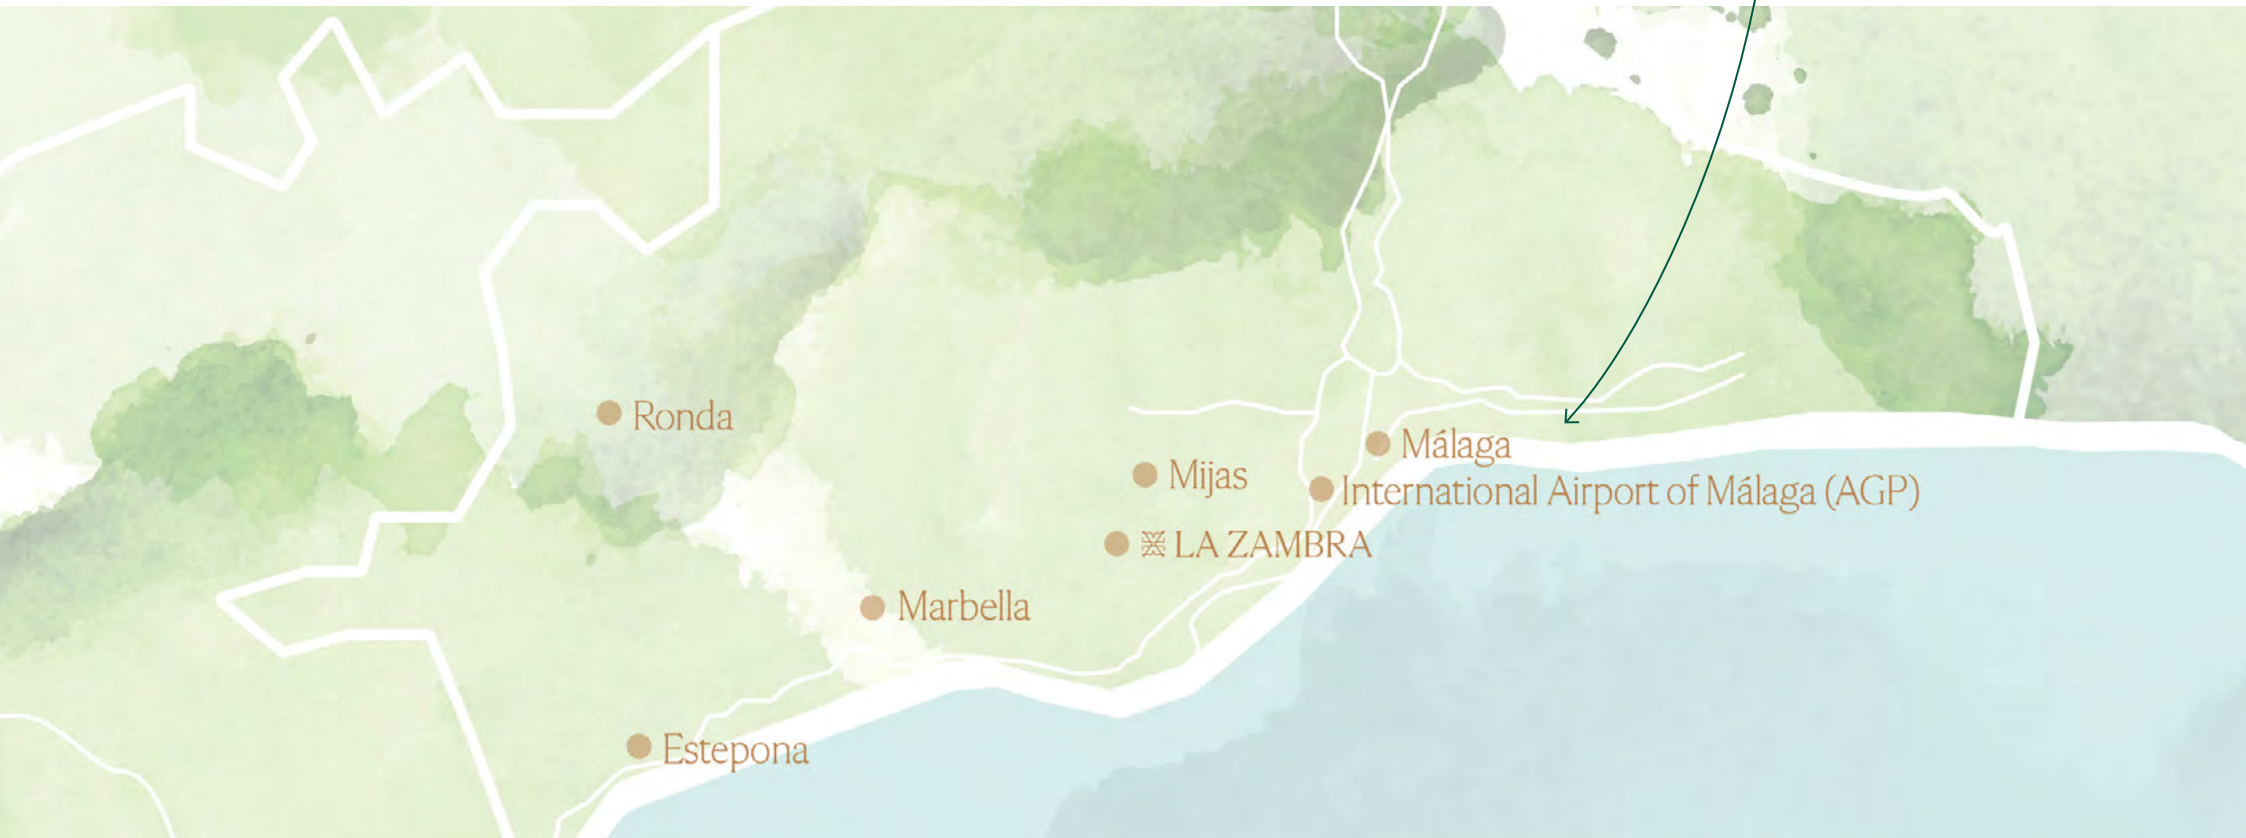 Ronda
Málaga
Mijas
International Airport of Málaga (AGP)
LA ZAMBRA
Marbella
Estepona